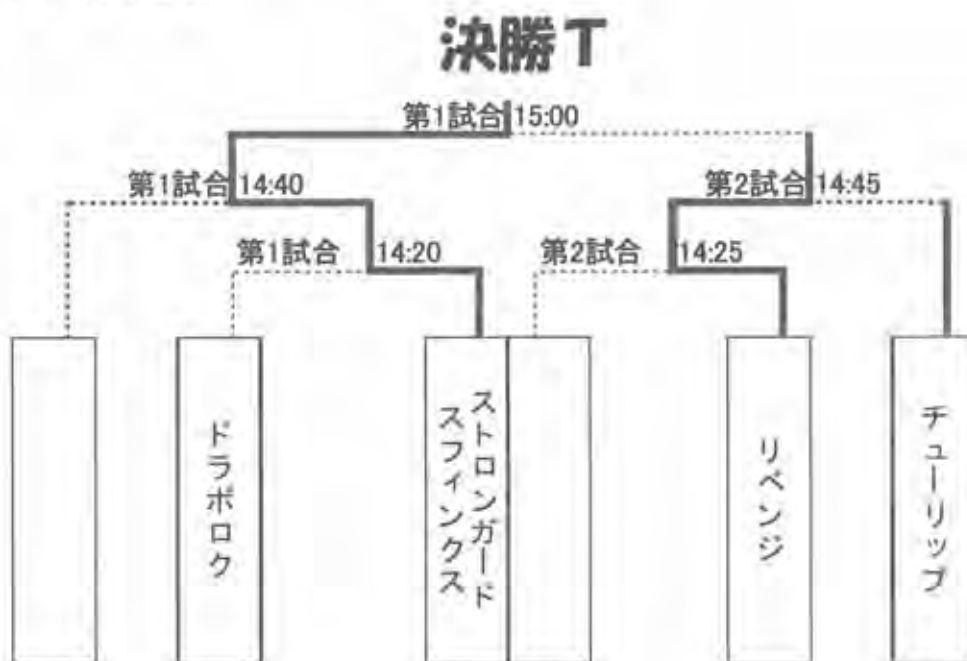 決勝T
第1試合 15:00
第1試合 14:40
第2試合 14:45
第1試合 14:20
第2試合 14:25
ドラポロク
ストロンガード
スフィンクス
リベンジ
チューリップ